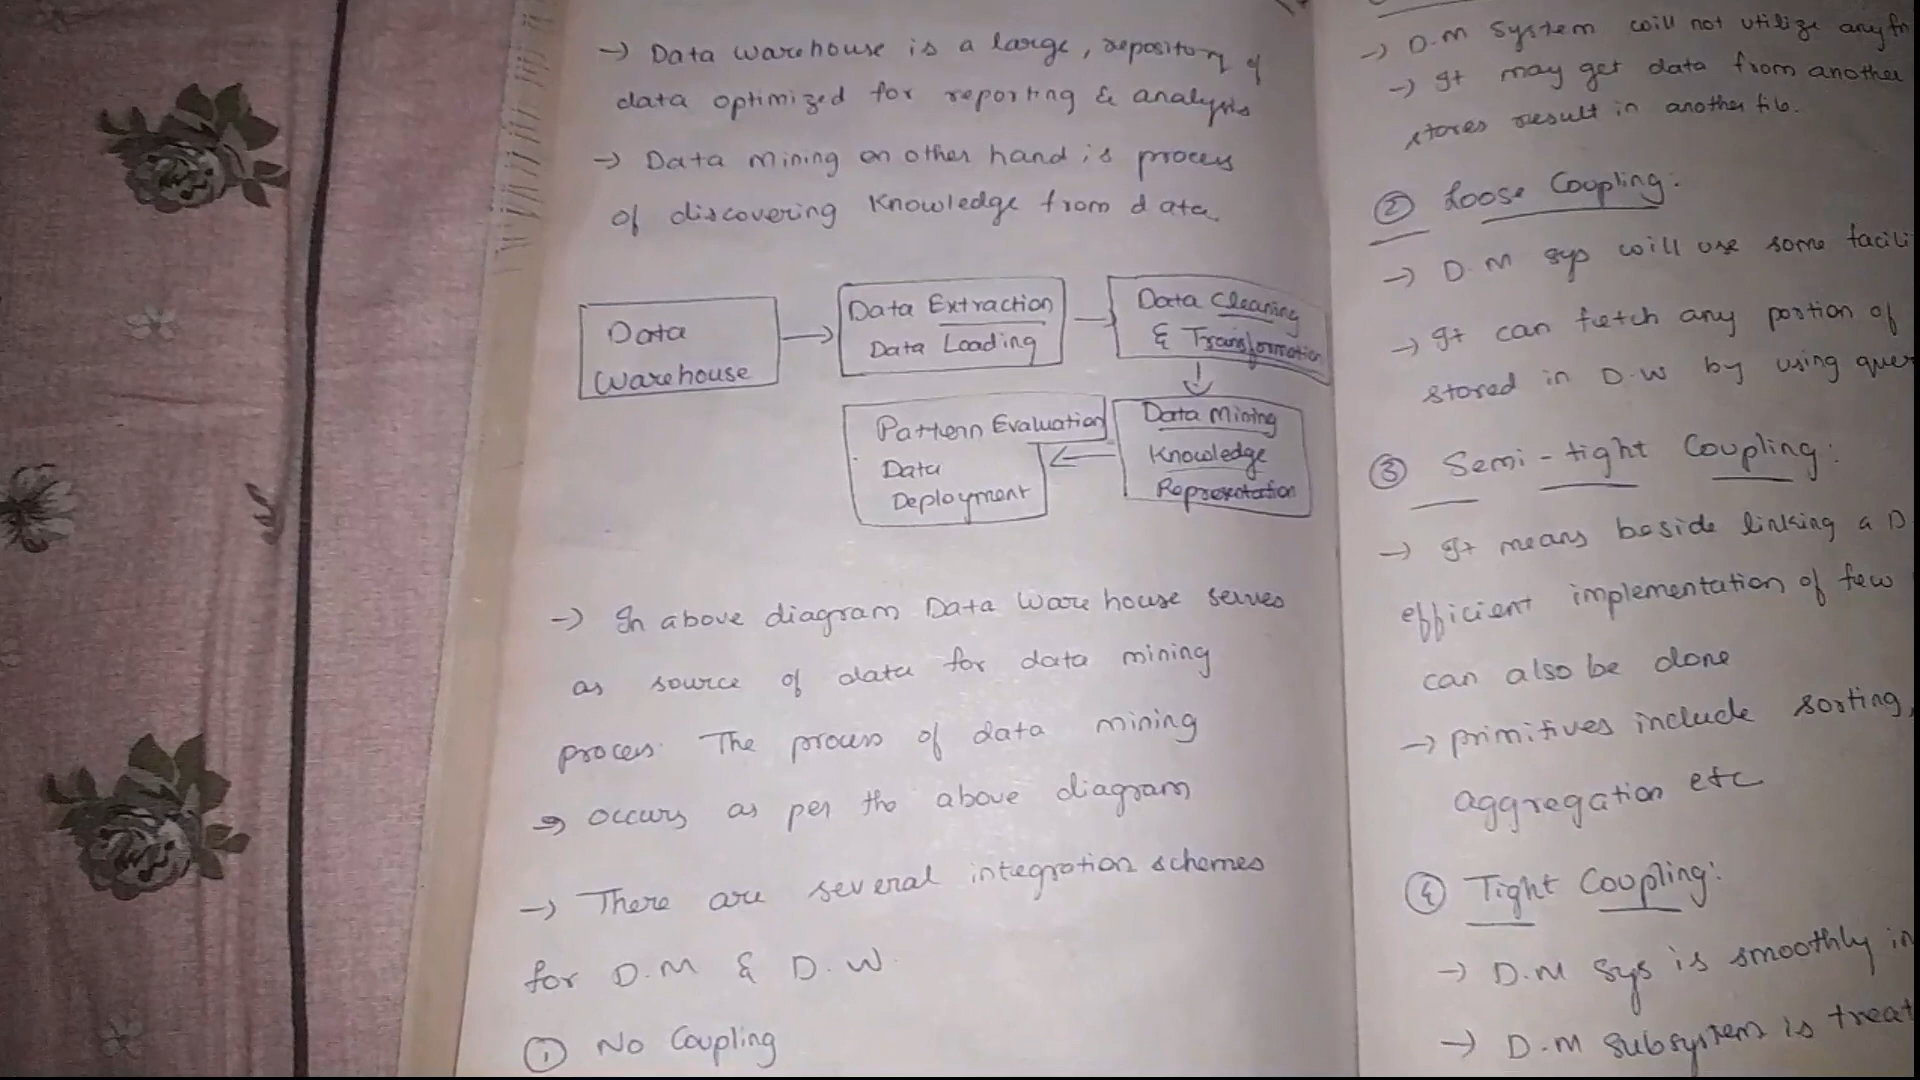 → Data warehouse is a large, repository of
data optimized for reporting & analysis
→ Data mining on other hand is process
of discovering Knowledge from data
Data
Warehouse
Data Extraction
Data Loading
Data Cleaning
& Transformation
Data Mining
Knowledge
Representation
Pattern Evaluation
Data
Deployment
→ In above diagram Data Warehouse serves
as source of data for data mining
process. The process of data mining
→ occurs as per the above diagram
→ There are several integration schemes
for D.M & D.W.
① No Coupling
→ D.M System will not utilize any
→ It may get data from another
stores result in another file.
② Loose Coupling:
→ D.M sys will use some
→ It can fetch any portion of
stored in D.W by using
③ Semi-tight Coupling:
→ It means beside linking a D
efficient implementation of few
can also be done
→ primitives include sorting,
aggregation etc
④ Tight Coupling:
→ D.M Sys is smoothly in
→ D.M Subsystem is treat